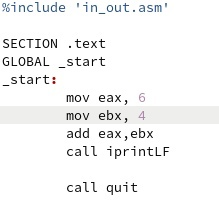 %include 'in_out.asm'
SECTION .text
GLOBAL _start
_start:
mov eax, 6
mov ebx, 4
add eax,ebx
call iprintLF
call quit